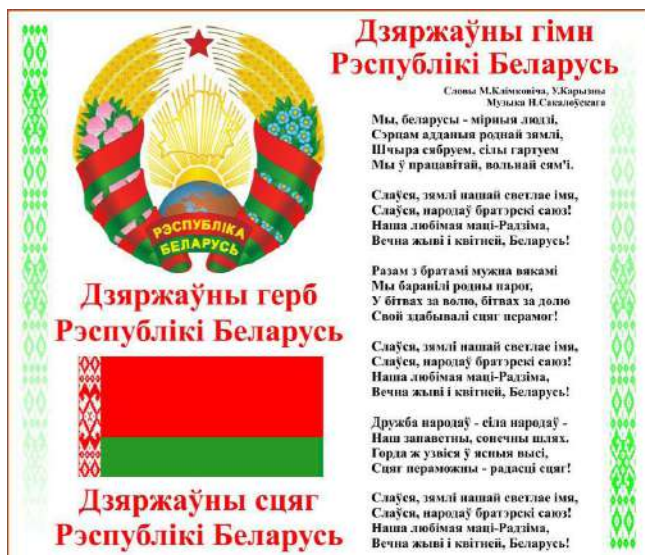 РЭСПУБЛІКА
БЕЛАРУСЬ
Дзяржаўны герб
Рэспублікі Беларусь
Дзяржаўны сцяг
Рэспублікі Беларусь
Дзяржаўны гімн
Рэспублікі Беларусь
Словы М.Клімковіча, У.Карызны
Музыка Н.Сакалоўскага
Мы, беларусы - мірныя людзі,
Сэрцам адданыя роднай зямлі,
Шчыра сябруем, сілы гартуем
Мы ў працавітай, вольнай сям'і.
Слаўся, зямлі нашай светлае імя,
Слаўся, народаў братэрскі саюз!
Наша любімая маці-Радзіма,
Вечна жыві і квітней, Беларусь!
Разам з братамі мужна вякамі
Мы баранілі родны парог,
У бітвах за волю, бітвах за долю
Свой здабывалі сцяг перамог!
Слаўся, зямлі нашай светлае імя,
Слаўся, народаў братэрскі саюз!
Наша любімая маці-Радзіма,
Вечна жыві і квітней, Беларусь!
Дружба народаў - сіла народаў -
Наш запаветны, сонечны шлях.
Горда ж узвіся ў ясныя высі,
Сцяг пераможны - радасці сцяг!
Слаўся, зямлі нашай светлае імя,
Слаўся, народаў братэрскі саюз!
Наша любімая маці-Радзіма,
Вечна жыві і квітней, Беларусь!